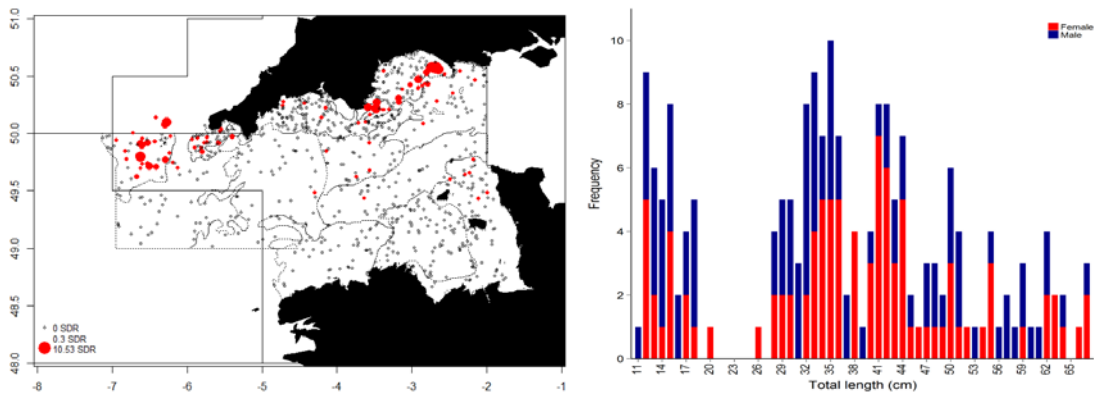 51.0
50.5
50.0
49.5
49.0
48.5
48.0
0 SDR
0.3 SDR
10.53 SDR
-8 -7 -6 -5 -4 -3 -2 -1
Female
Male
Frequency
10
8
6
4
2
0
11 14 17 20 23 26 29 32 35 38 41 44 47 50 53 56 59 62 65
Total length (cm)